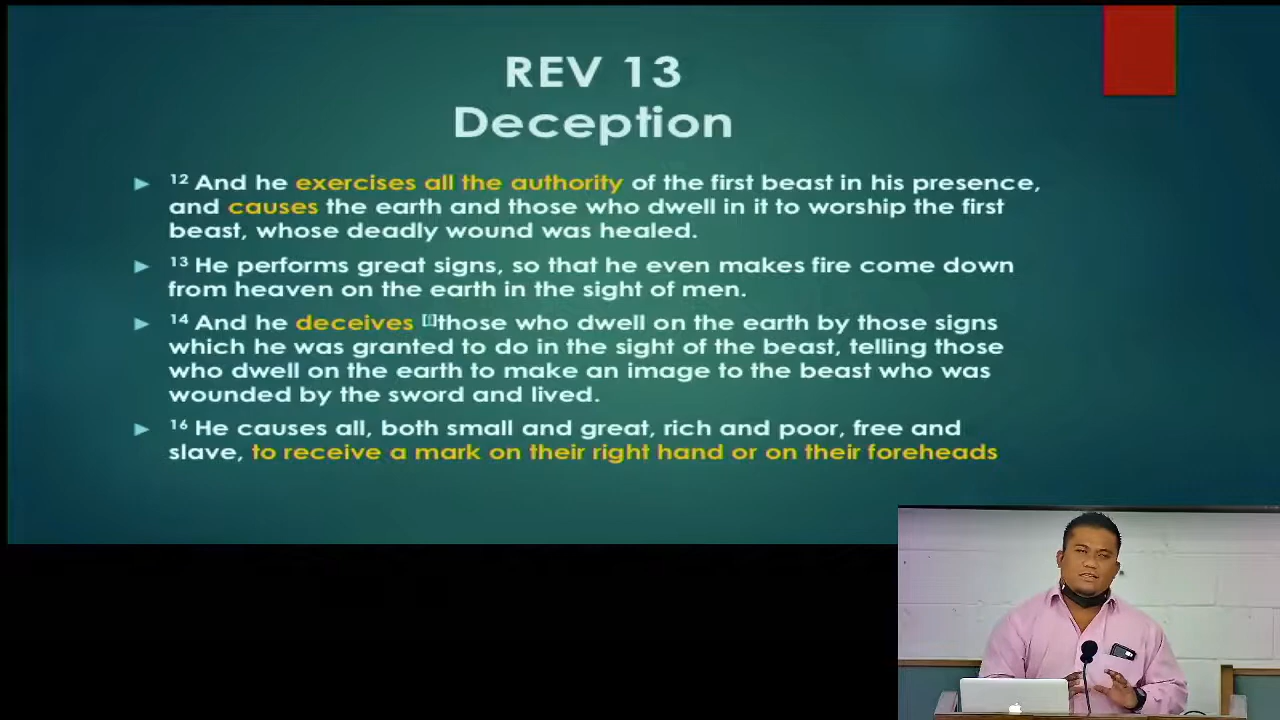 REV 13
Deception
12 And he exercises all the authority of the first beast in his presence,
and causes the earth and those who dwell in it to worship the first
beast, whose deadly wound was healed.
13 He performs great signs, so that he even makes fire come down
from heaven on the earth in the sight of men.
14 And he deceives [f]those who dwell on the earth by those signs
which he was granted to do in the sight of the beast, telling those
who dwell on the earth to make an image to the beast who was
wounded by the sword and lived.
16 He causes all, both small and great, rich and poor, free and
slave, to receive a mark on their right hand or on their foreheads